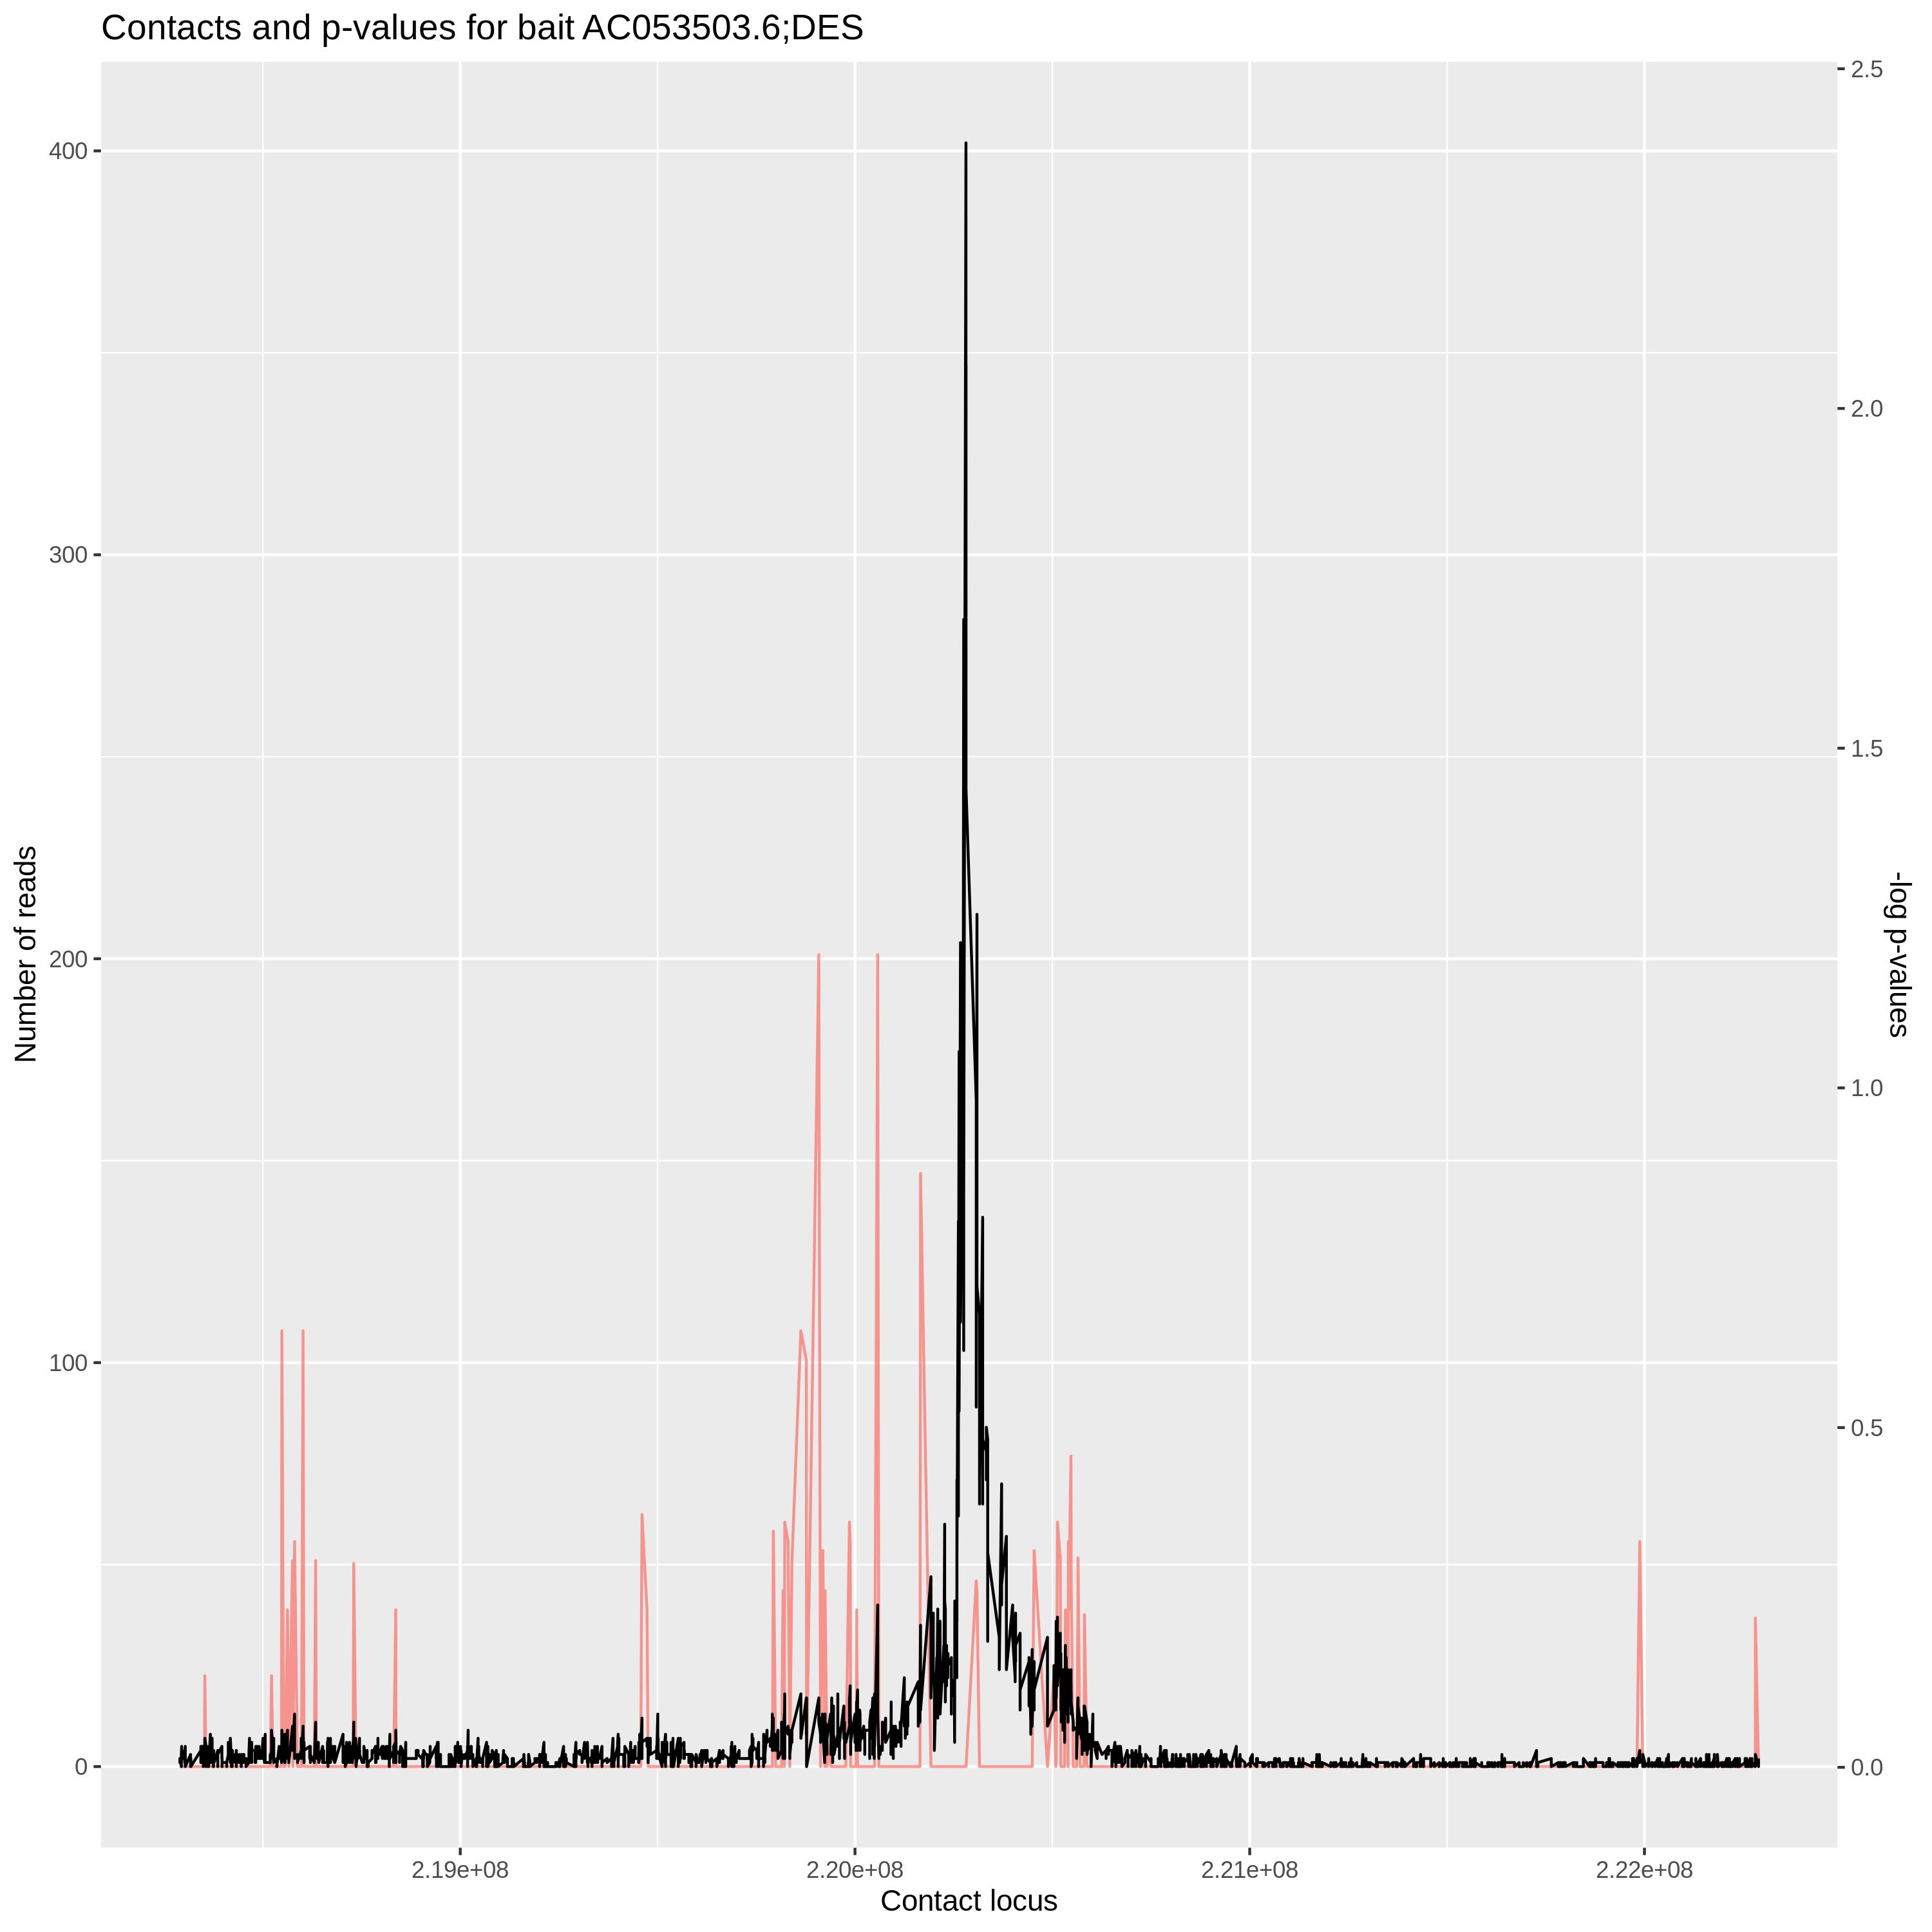 Contacts and p-values for bait AC053503.6;DES
400
300
200
100
0
Number of reads
2.5
2.0
1.5
1.0
0.5
0.0
-log p-values
2.19e+08
2.20e+08
2.21e+08
2.22e+08
Contact locus